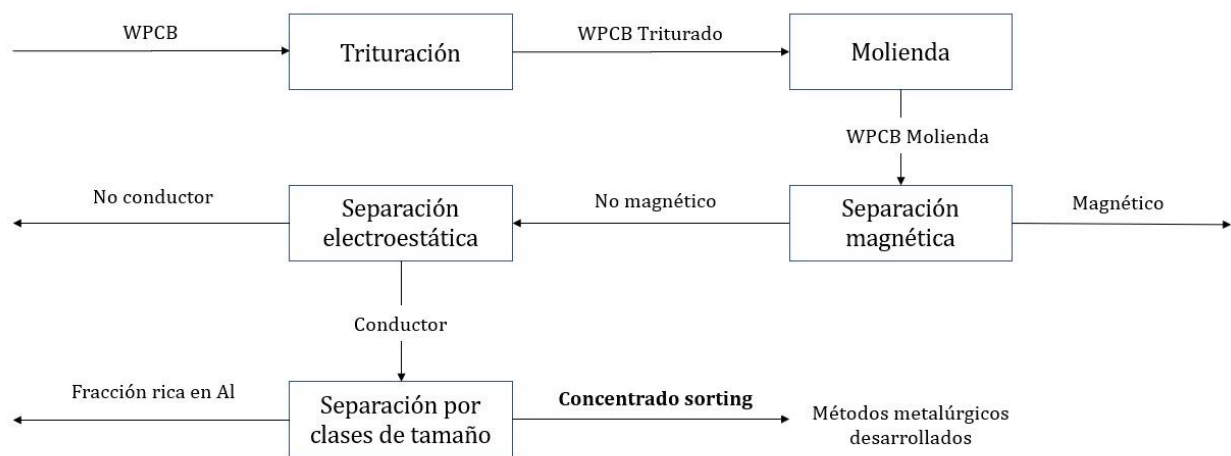 WPCB
Trituración
WPCB Triturado
Molienda
WPCB Molienda
No conductor
Separación
electroestática
No magnético
Separación
magnética
Magnético
Conductor
Fracción rica en Al
Separación por
clases de tamaño
Concentrado sorting
Métodos metalúrgicos
desarrollados